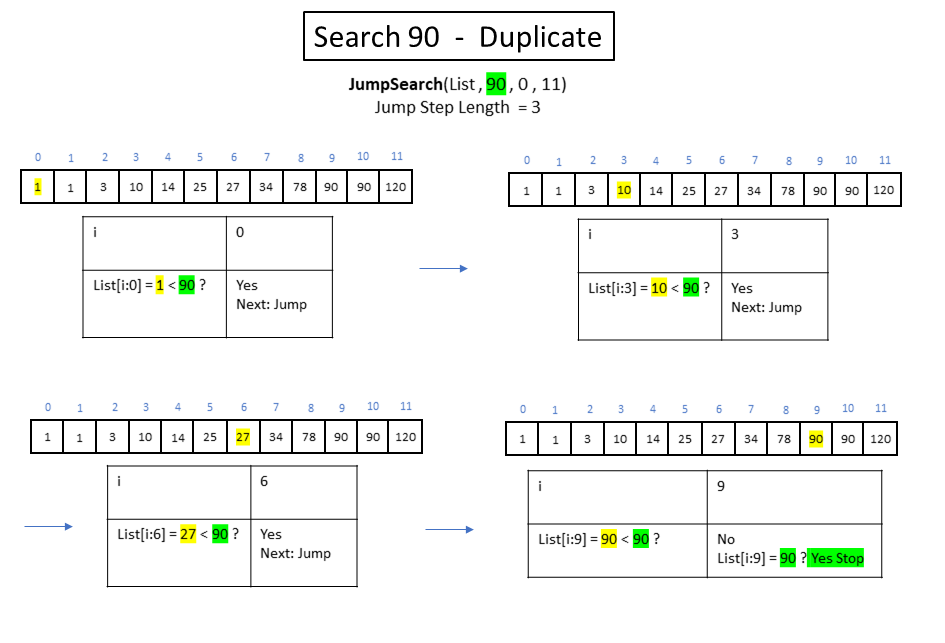 Search 90 - Duplicate
JumpSearch(List , 90 , 0 , 11)
Jump Step Length = 3
0 1 2 3 4 5 6 7 8 9 10 11
1 1 3 10 14 25 27 34 78 90 90 120
i 0
List[i:0] = 1 < 90 ? Yes
Next: Jump
0 1 2 3 4 5 6 7 8 9 10 11
1 1 3 10 14 25 27 34 78 90 90 120
i 3
List[i:3] = 10 < 90 ? Yes
Next: Jump
0 1 2 3 4 5 6 7 8 9 10 11
1 1 3 10 14 25 27 34 78 90 90 120
i 6
List[i:6] = 27 < 90 ? Yes
Next: Jump
0 1 2 3 4 5 6 7 8 9 10 11
1 1 3 10 14 25 27 34 78 90 90 120
i 9
List[i:9] = 90 < 90 ? No
List[i:9] = 90 ? Yes Stop